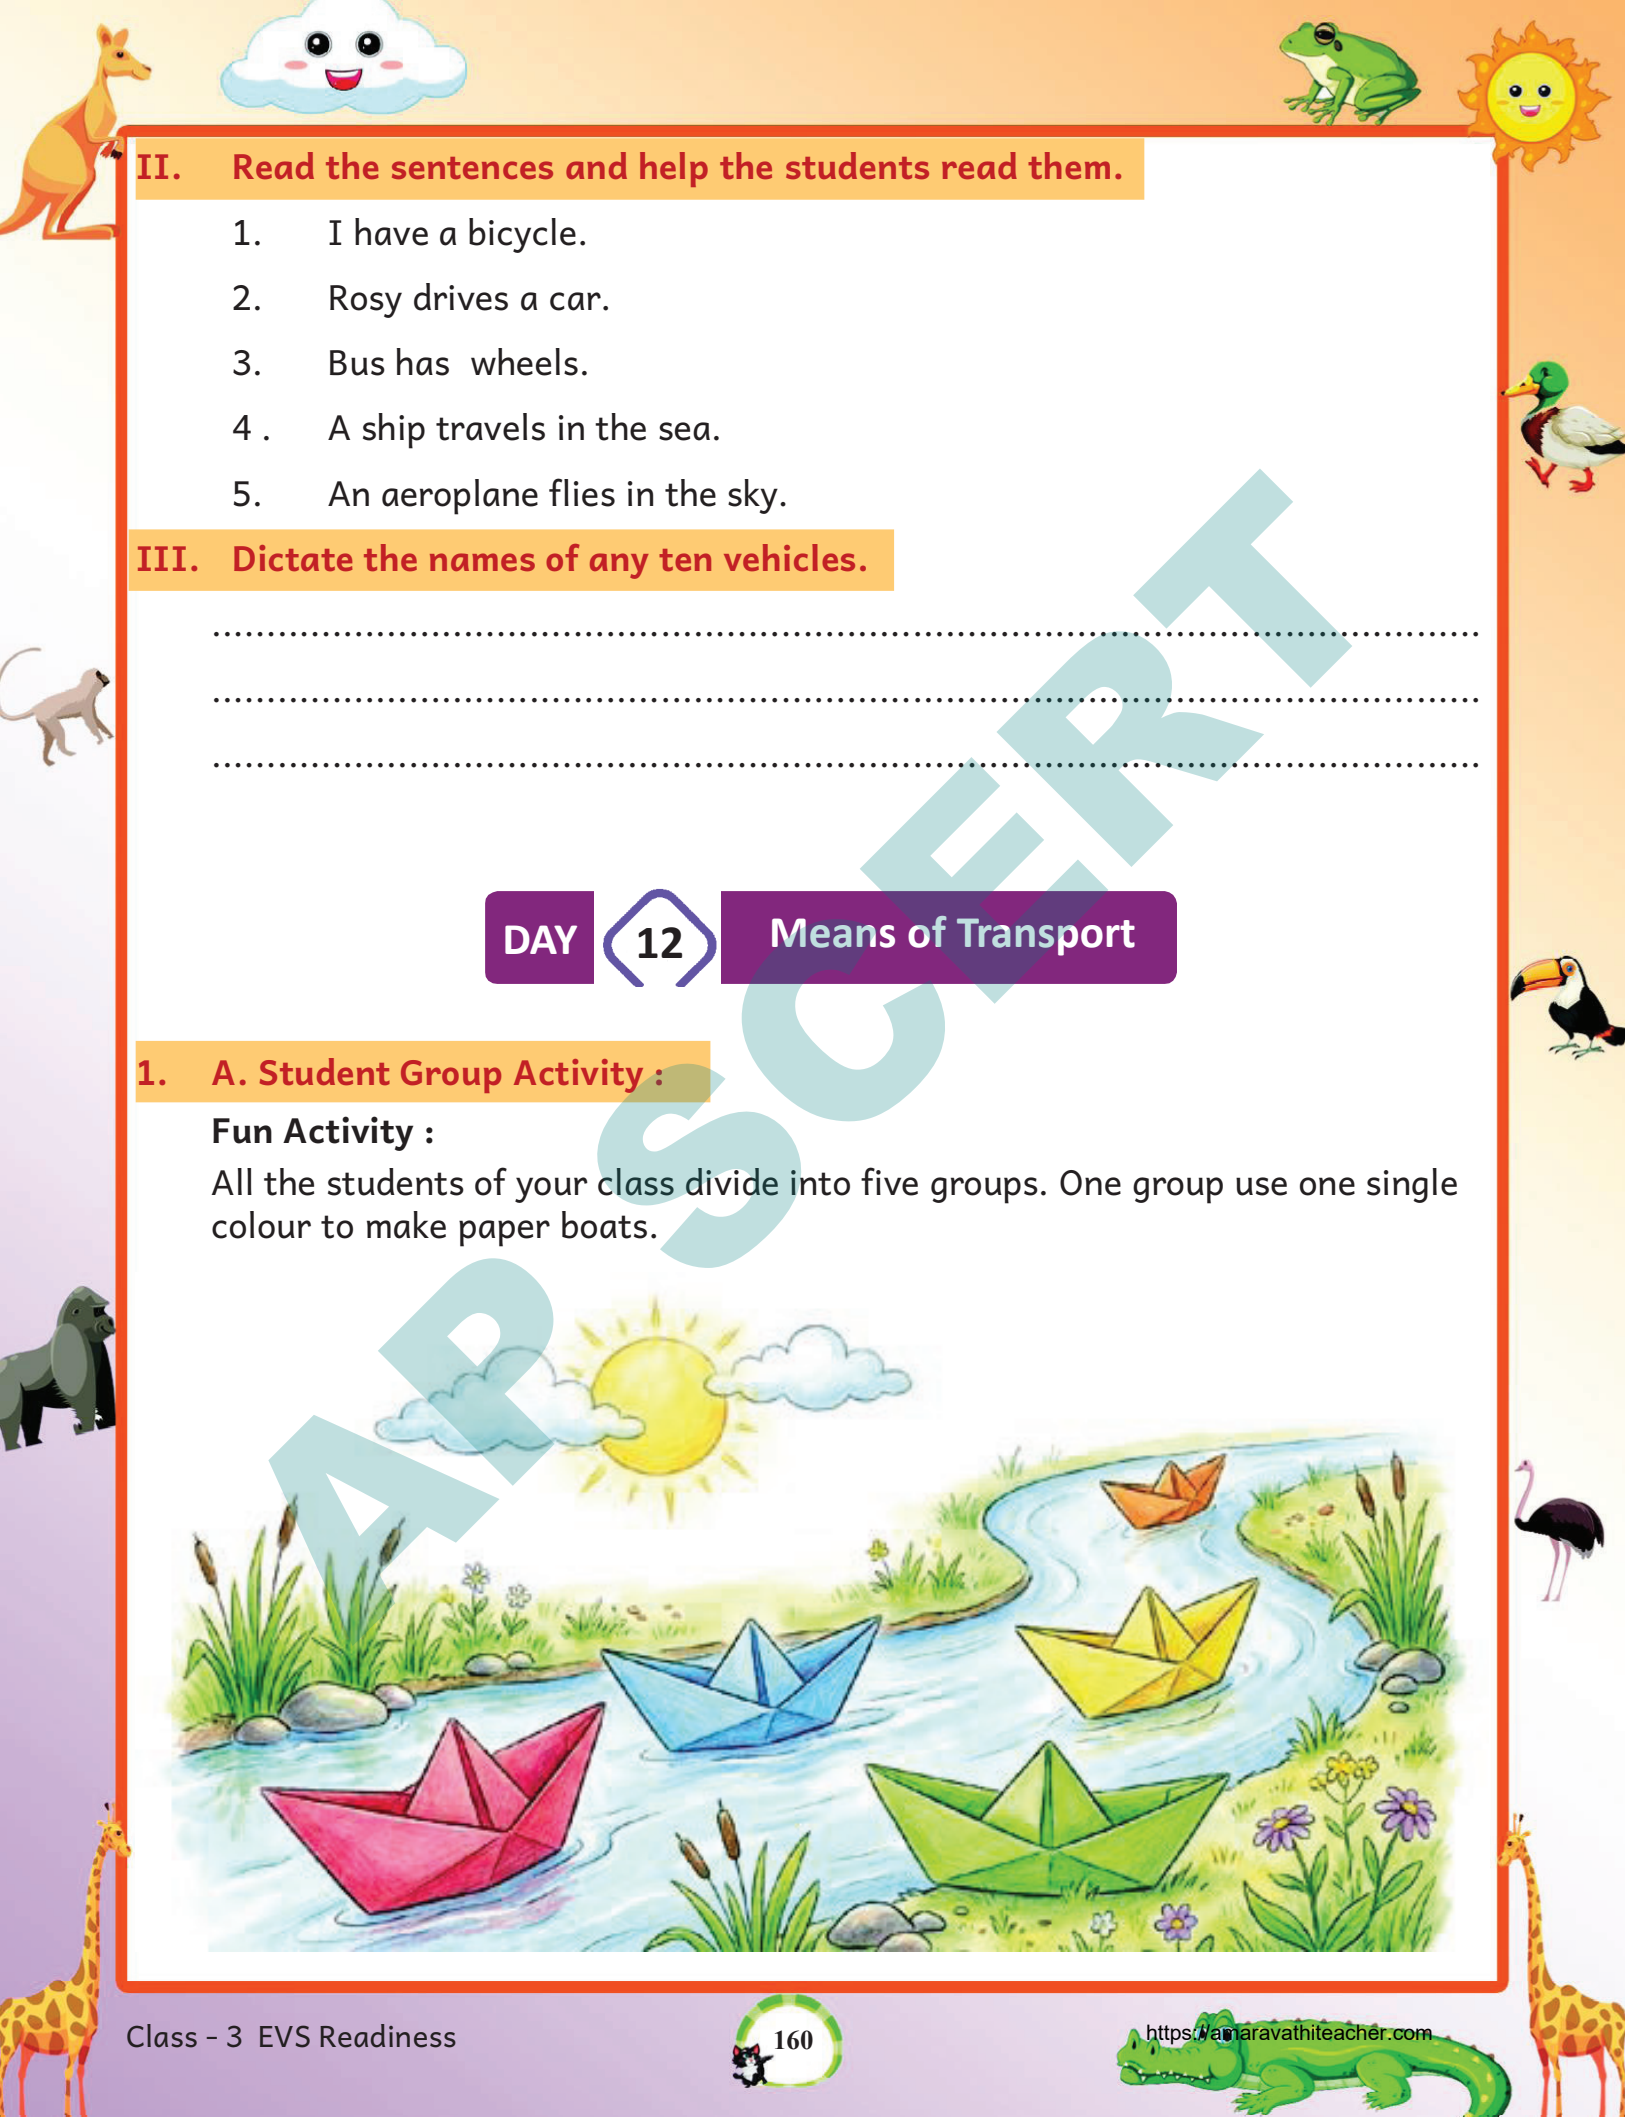 II. Read the sentences and help the students read them.
1. I have a bicycle.
2. Rosy drives a car.
3. Bus has wheels.
4 . A ship travels in the sea.
5. An aeroplane flies in the sky.
III. Dictate the names of any ten vehicles.
DAY 12 Means of Transport
1. A. Student Group Activity :
Fun Activity :
All the students of your class divide into five groups. One group use one single
colour to make paper boats.
AP SCERT
Class - 3 EVS Readiness
160
https://amaravathiteacher.com